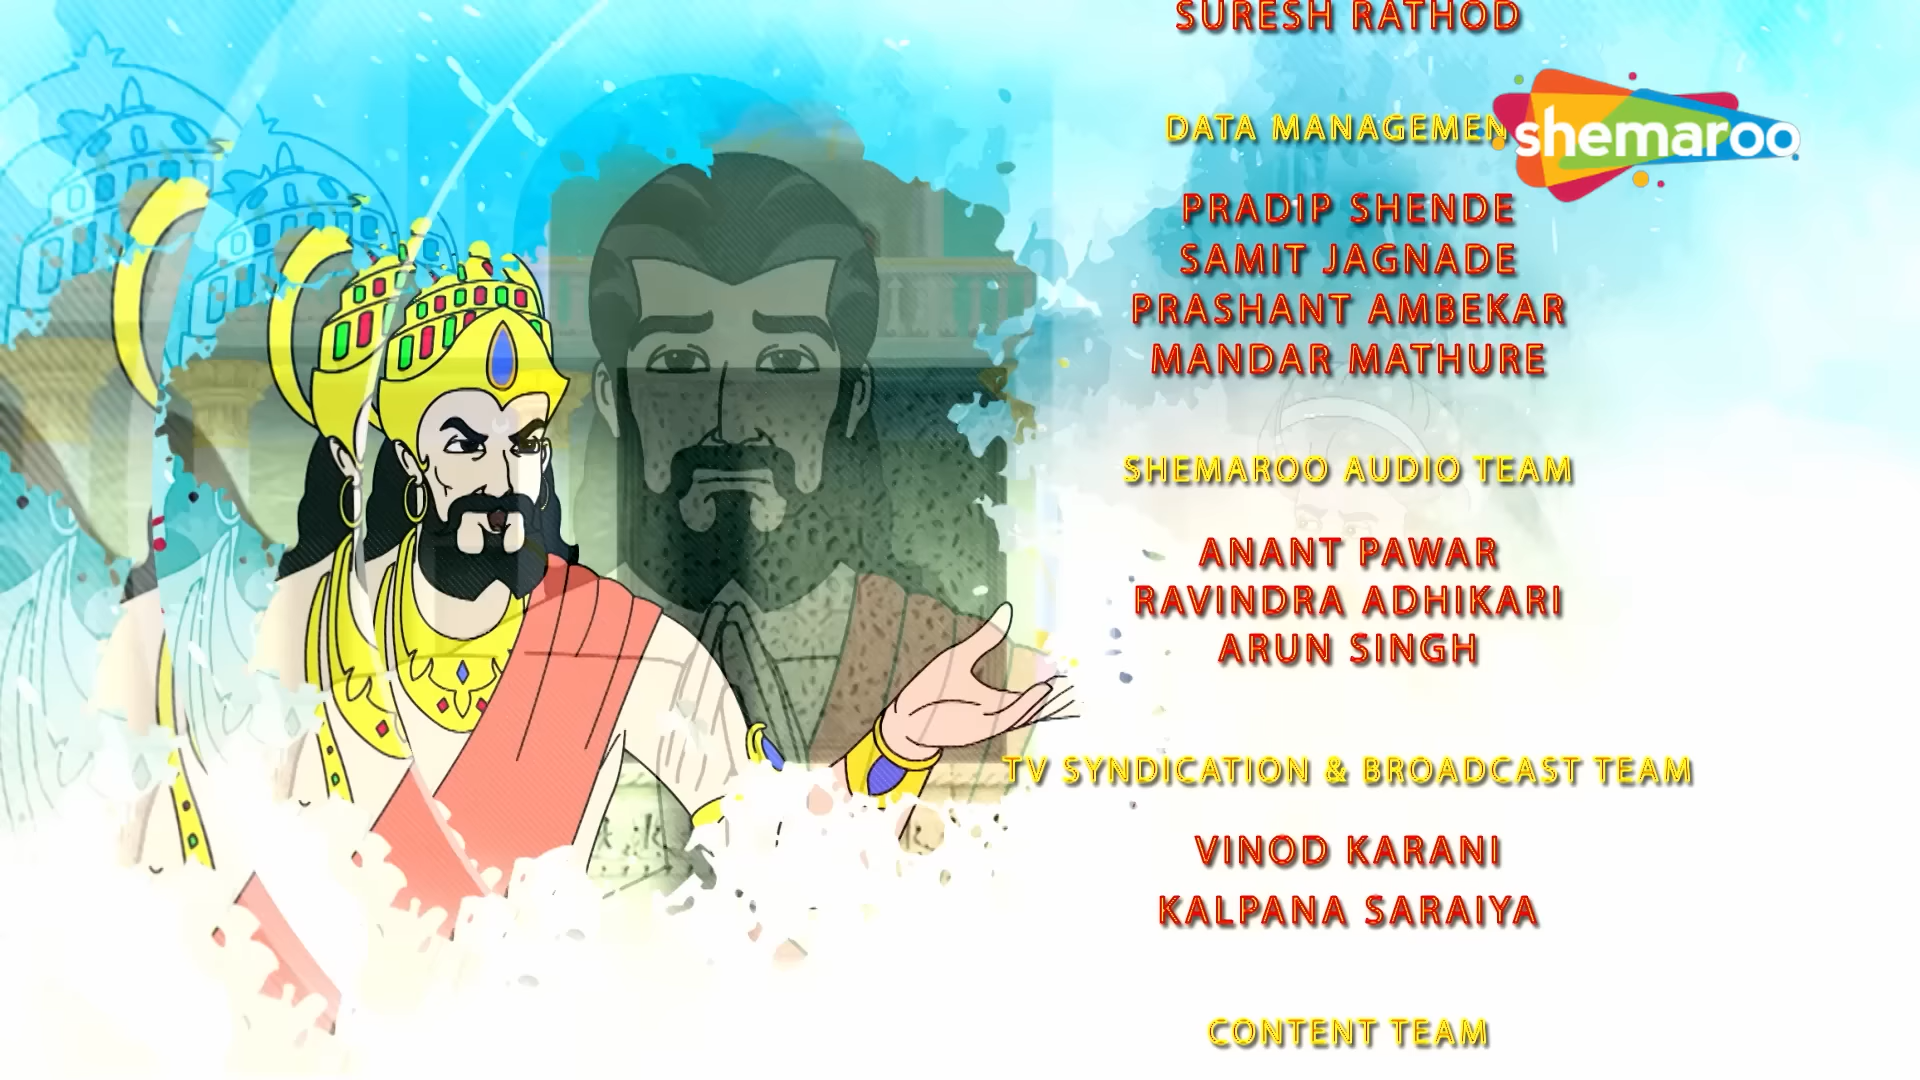 SURESH RATHOD
DATA MANAGEMEN
shemaroo
PRADIP SHENDE
SAMIT JAGNADE
PRASHANT AMBEKAR
MANDAR MATHURE
SHEMAROO AUDIO TEAM
ANANT PAWAR
RAVINDRA ADHIKARI
ARUN SINGH
TV SYNDICATION & BROADCAST TEAM
VINOD KARANI
KALPANA SARAIYA
CONTENT TEAM